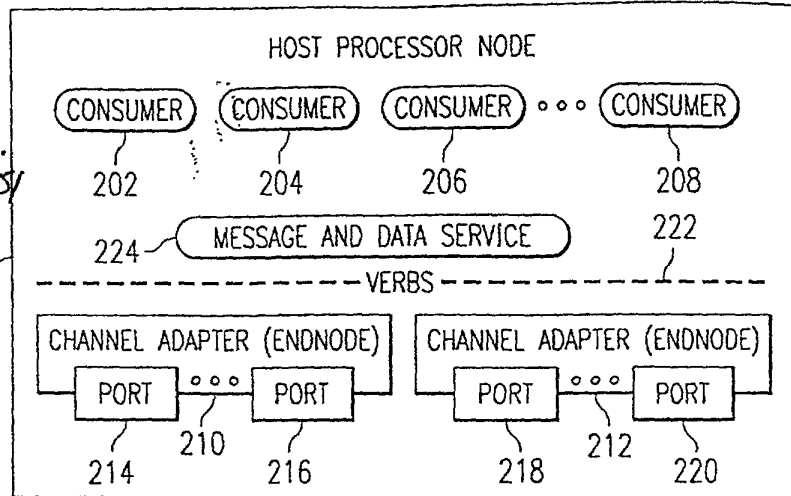 HOST PROCESSOR NODE
CONSUMER CONSUMER CONSUMER CONSUMER
202 204 206 208
224 MESSAGE AND DATA SERVICE 222
VERBS
CHANNEL ADAPTER (ENDNODE) CHANNEL ADAPTER (ENDNODE)
PORT PORT PORT PORT
210 212
214 216 218 220